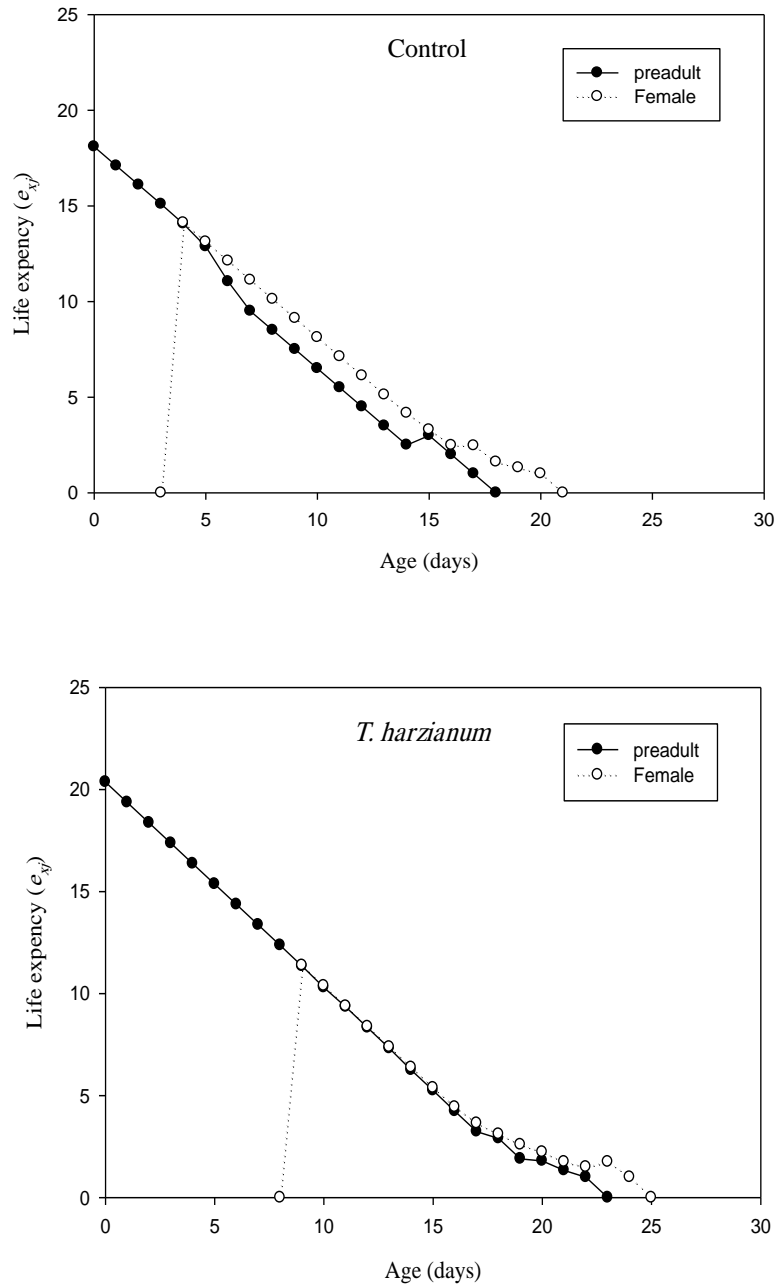 Control
preadult
Female
Life expency (exj)
25
20
15
10
5
0
0 5 10 15 20 25 30
Age (days)
T. harzianum
preadult
Female
Life expency (exj)
25
20
15
10
5
0
0 5 10 15 20 25 30
Age (days)